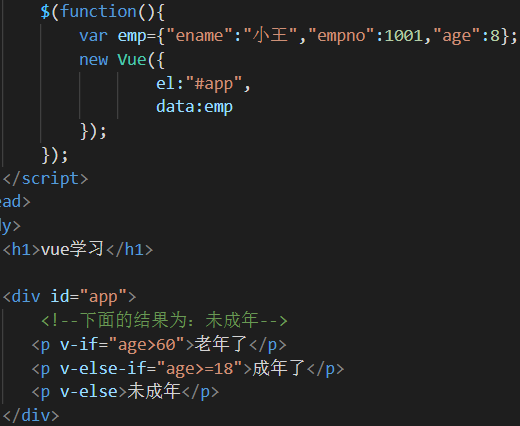 $(function(){
var emp={"ename":"小王","empno":1001,"age":8};
new Vue({
el:"#app",
data:emp
});
});
</script>
ead>
dy>
<h1>vue学习</h1>
<div id="app">
<!--下面的结果为：未成年-->
<p v-if="age>60">老年了</p>
<p v-else-if="age>=18">成年了</p>
<p v-else>未成年</p>
</div>